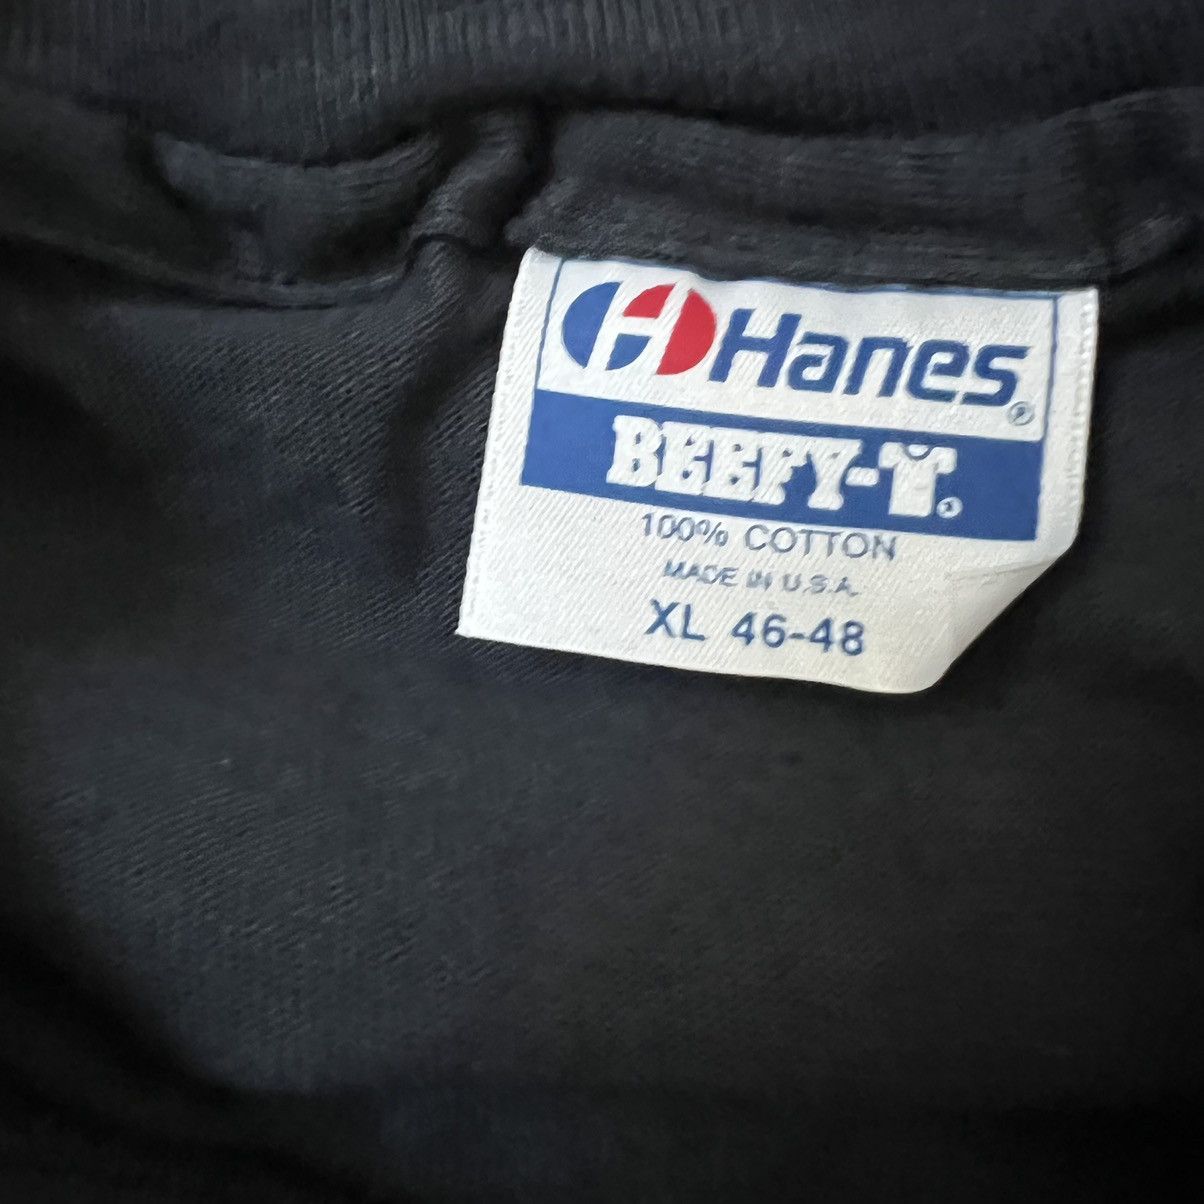 Hanes®
BEEFY-T®
100% COTTON
MADE IN U.S.A.
XL 46-48